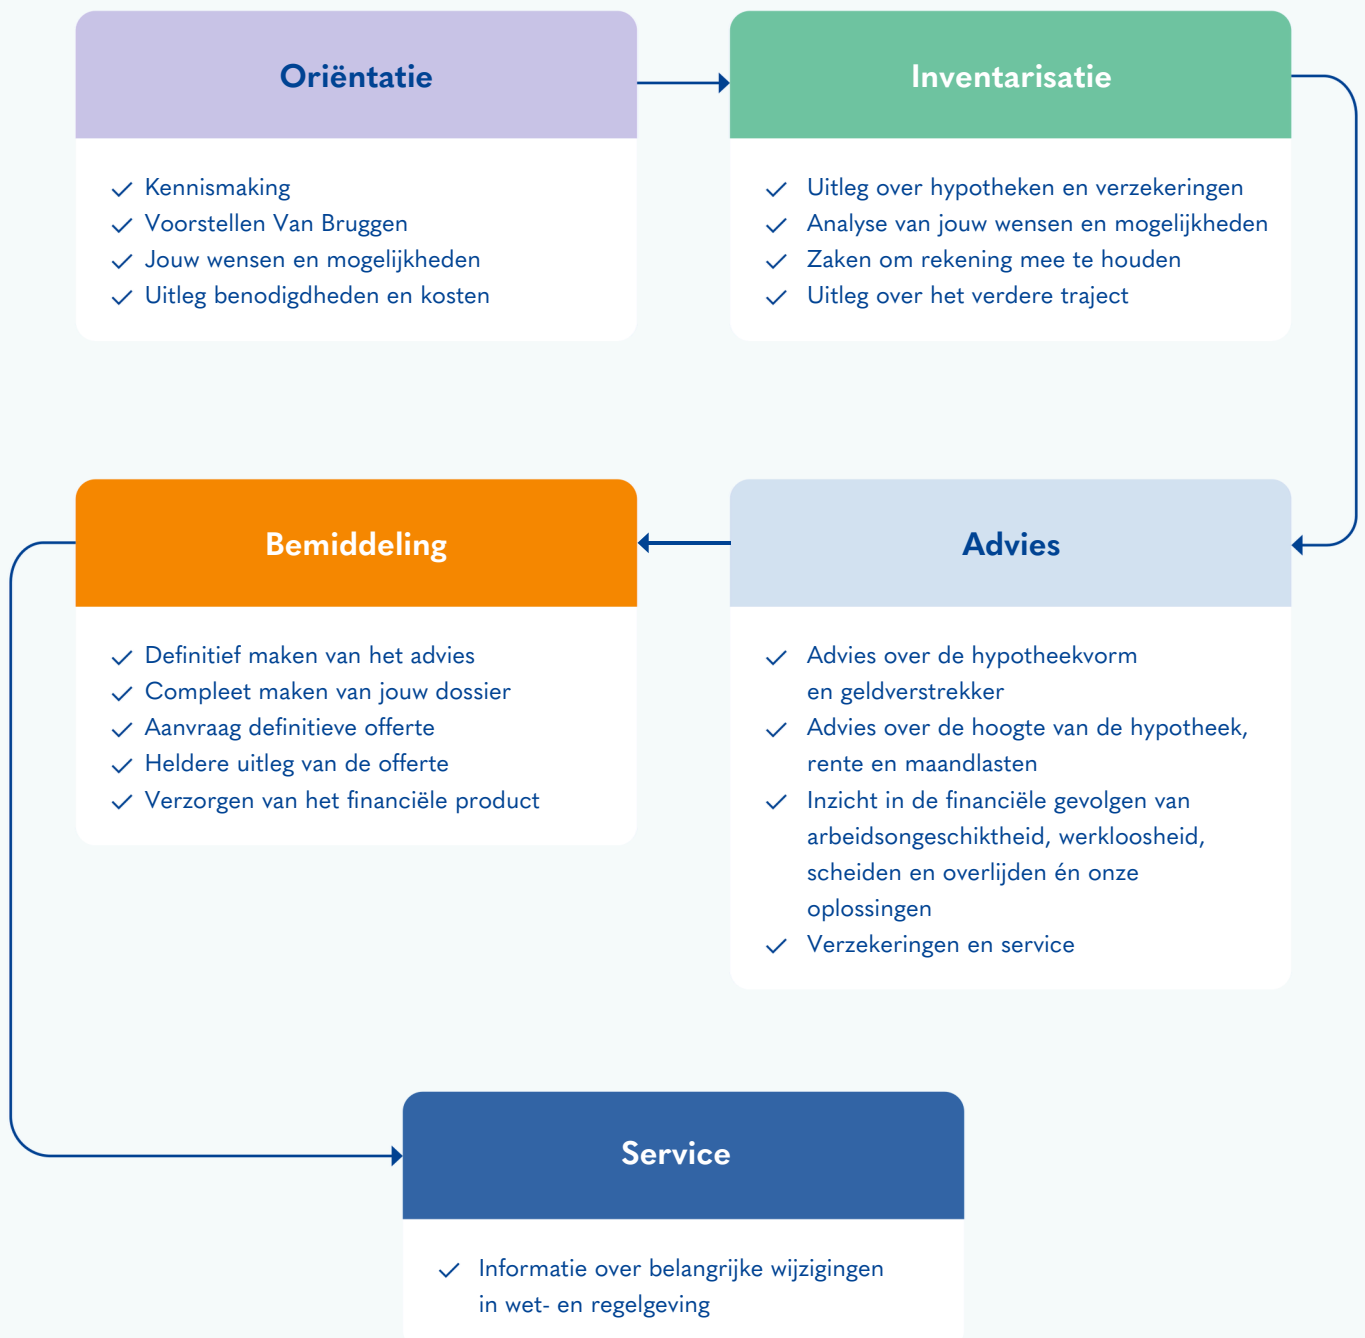 Oriëntatie
Kennismaking
Voorstellen Van Bruggen
Jouw wensen en mogelijkheden
Uitleg benodigdheden en kosten
Inventarisatie
Uitleg over hypotheken en verzekeringen
Analyse van jouw wensen en mogelijkheden
Zaken om rekening mee te houden
Uitleg over het verdere traject
Advies
Advies over de hypotheekvorm
en geldverstrekker
Advies over de hoogte van de hypotheek,
rente en maandlasten
Inzicht in de financiële gevolgen van
arbeidsongeschiktheid, werkloosheid,
scheiden en overlijden én onze
oplossingen
Verzekeringen en service
Bemiddeling
Definitief maken van het advies
Compleet maken van jouw dossier
Aanvraag definitieve offerte
Heldere uitleg van de offerte
Verzorgen van het financiële product
Service
Informatie over belangrijke wijzigingen
in wet- en regelgeving